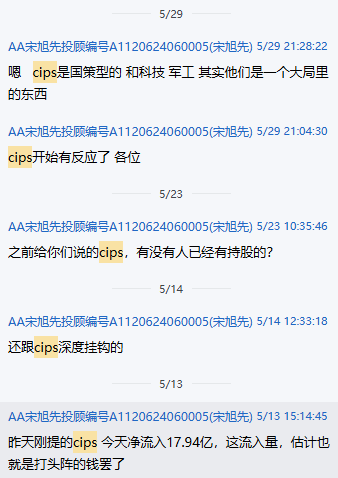 5/29
AA宋旭先投顾编号A1120624060005(宋旭先) 5/29 21:28:22
嗯 cips是国策型的 和科技 军工 其实他们是一个大局里
的东西
AA宋旭先投顾编号A1120624060005(宋旭先) 5/29 21:04:30
cips开始有反应了 各位
5/23
AA宋旭先投顾编号A1120624060005(宋旭先) 5/23 10:35:46
之前给你们说的cips，有没有人已经有持股的?
5/14
AA宋旭先投顾编号A1120624060005(宋旭先) 5/14 12:33:18
还跟cips深度挂钩的
5/13
AA宋旭先投顾编号A1120624060005(宋旭先) 5/13 15:14:45
昨天刚提的cips 今天净流入17.94亿，这流入量，估计也
就是打头阵的钱罢了